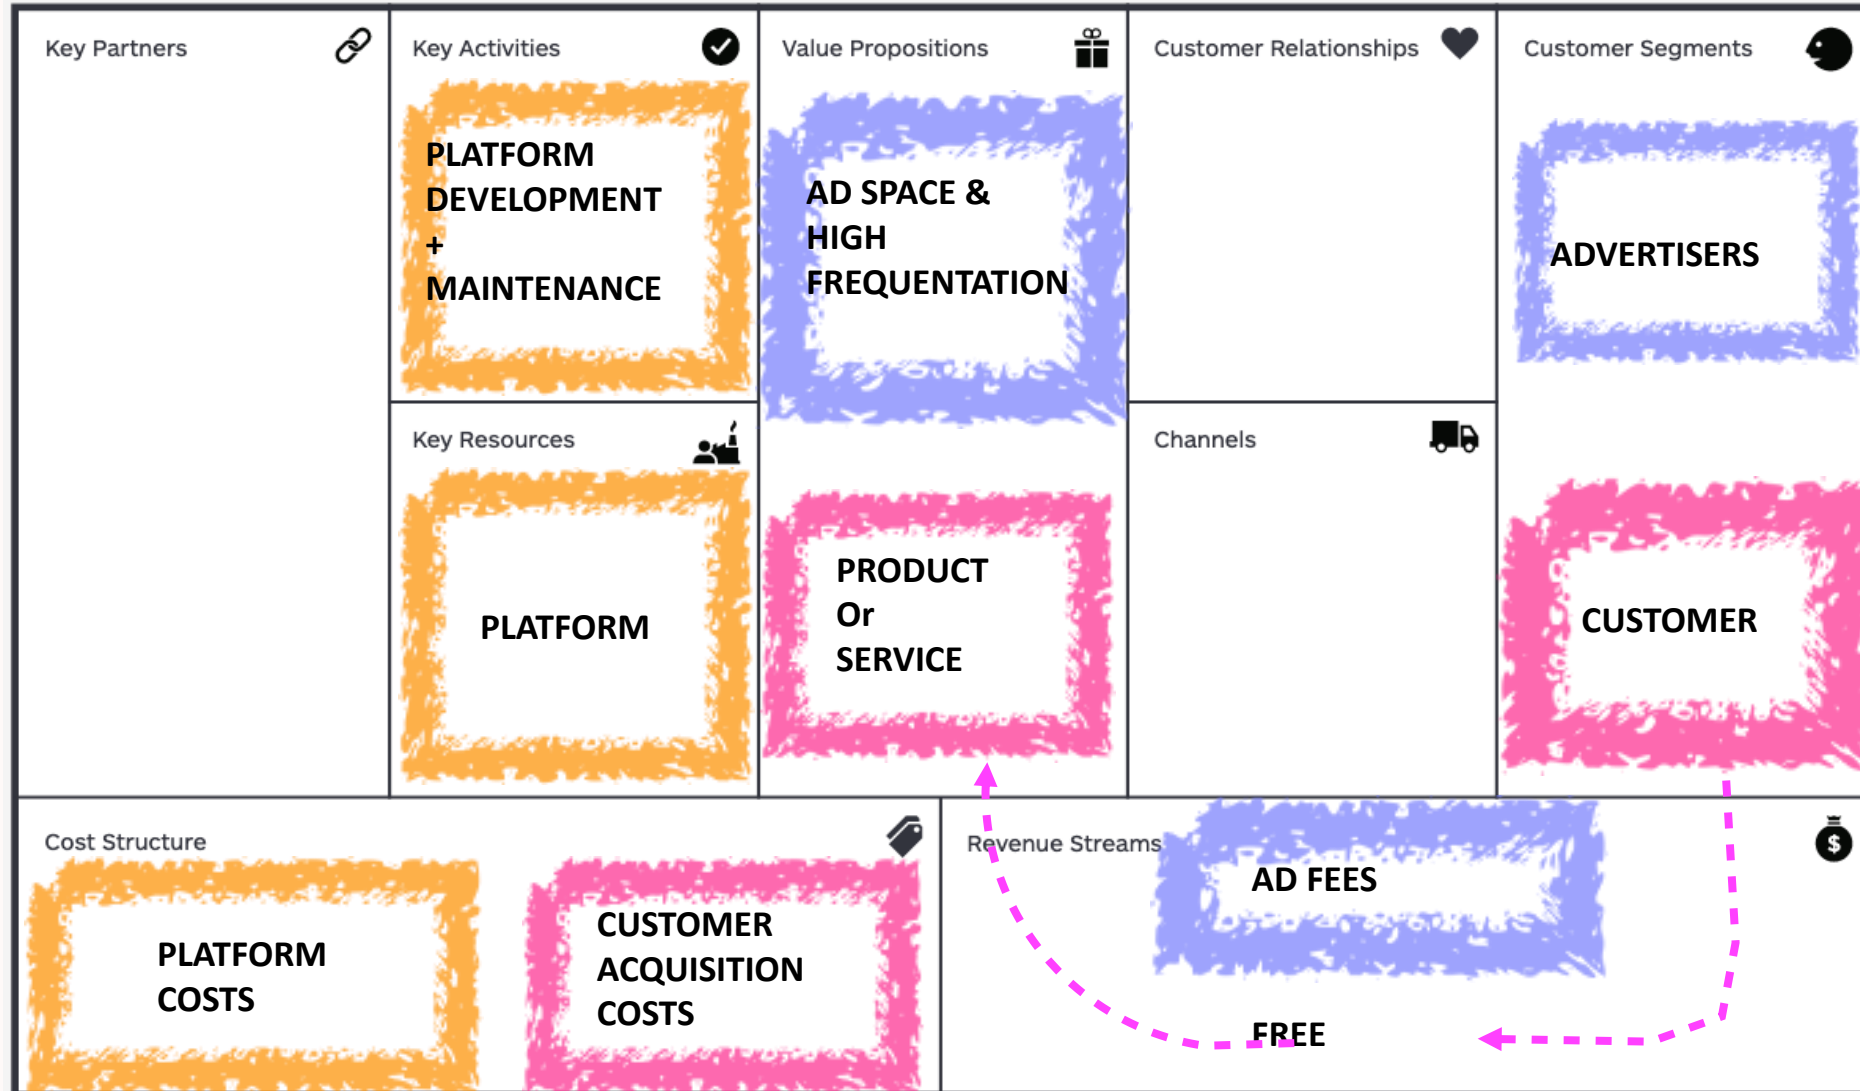 Key Partners
Key Activities
PLATFORM
DEVELOPMENT
+
MAINTENANCE
Key Resources
PLATFORM
Value Propositions
AD SPACE &
HIGH
FREQUENTATION
PRODUCT
Or
SERVICE
Customer Relationships
Channels
Customer Segments
ADVERTISERS
CUSTOMER
Cost Structure
PLATFORM
COSTS
CUSTOMER
ACQUISITION
COSTS
Revenue Streams
$
AD FEES
FREE